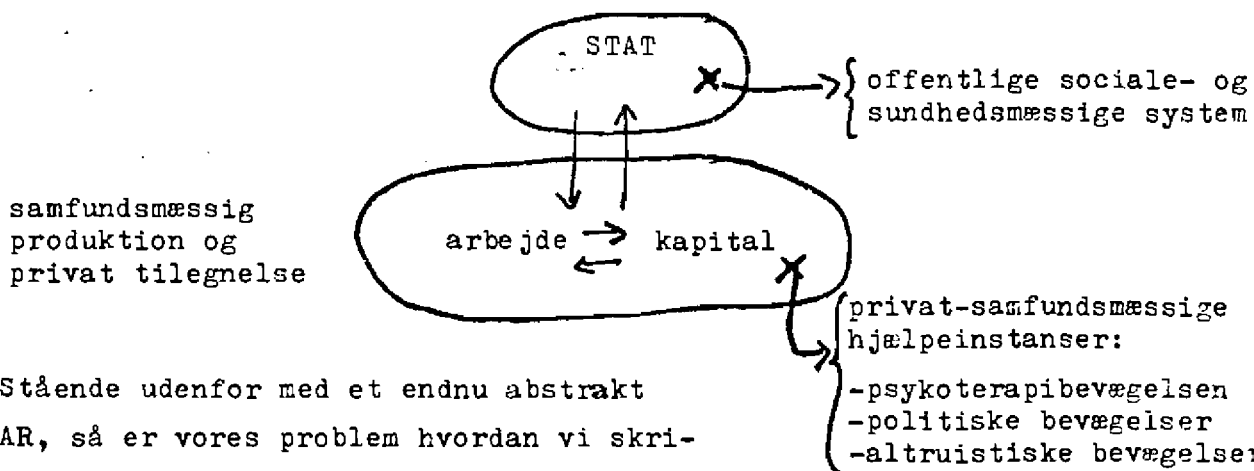 STAT
offentlige sociale- og
sundhedsmæssige system
samfundsmæssig
produktion og
privat tilegnelse
arbejde kapital
privat-samfundsmæssige
hjælpeinstanser:
-psykoterapibevægelsen
-politiske bevægelser
-altruistiske bevægelser
Stående udenfor med et endnu abstrakt
AR, så er vores problem hvordan vi skri-